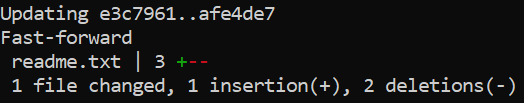 Updating e3c7961..afe4de7
Fast-forward
 readme.txt | 3 +--
 1 file changed, 1 insertion(+), 2 deletions(-)